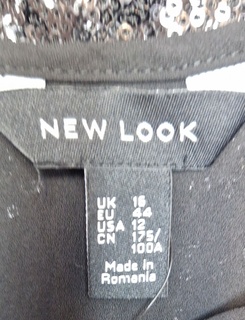 NEW LOOK
UK 16
EU 44
USA 12
CN 175/
100A
Made in
Romania